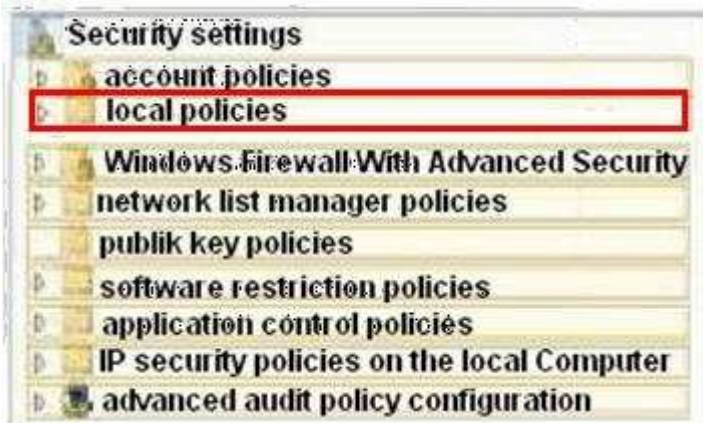 Security settings
account policies
local policies
Windows Firewall With Advanced Security
network list manager policies
publik key policies
software restriction policies
application control policies
IP security policies on the local Computer
advanced audit policy configuration